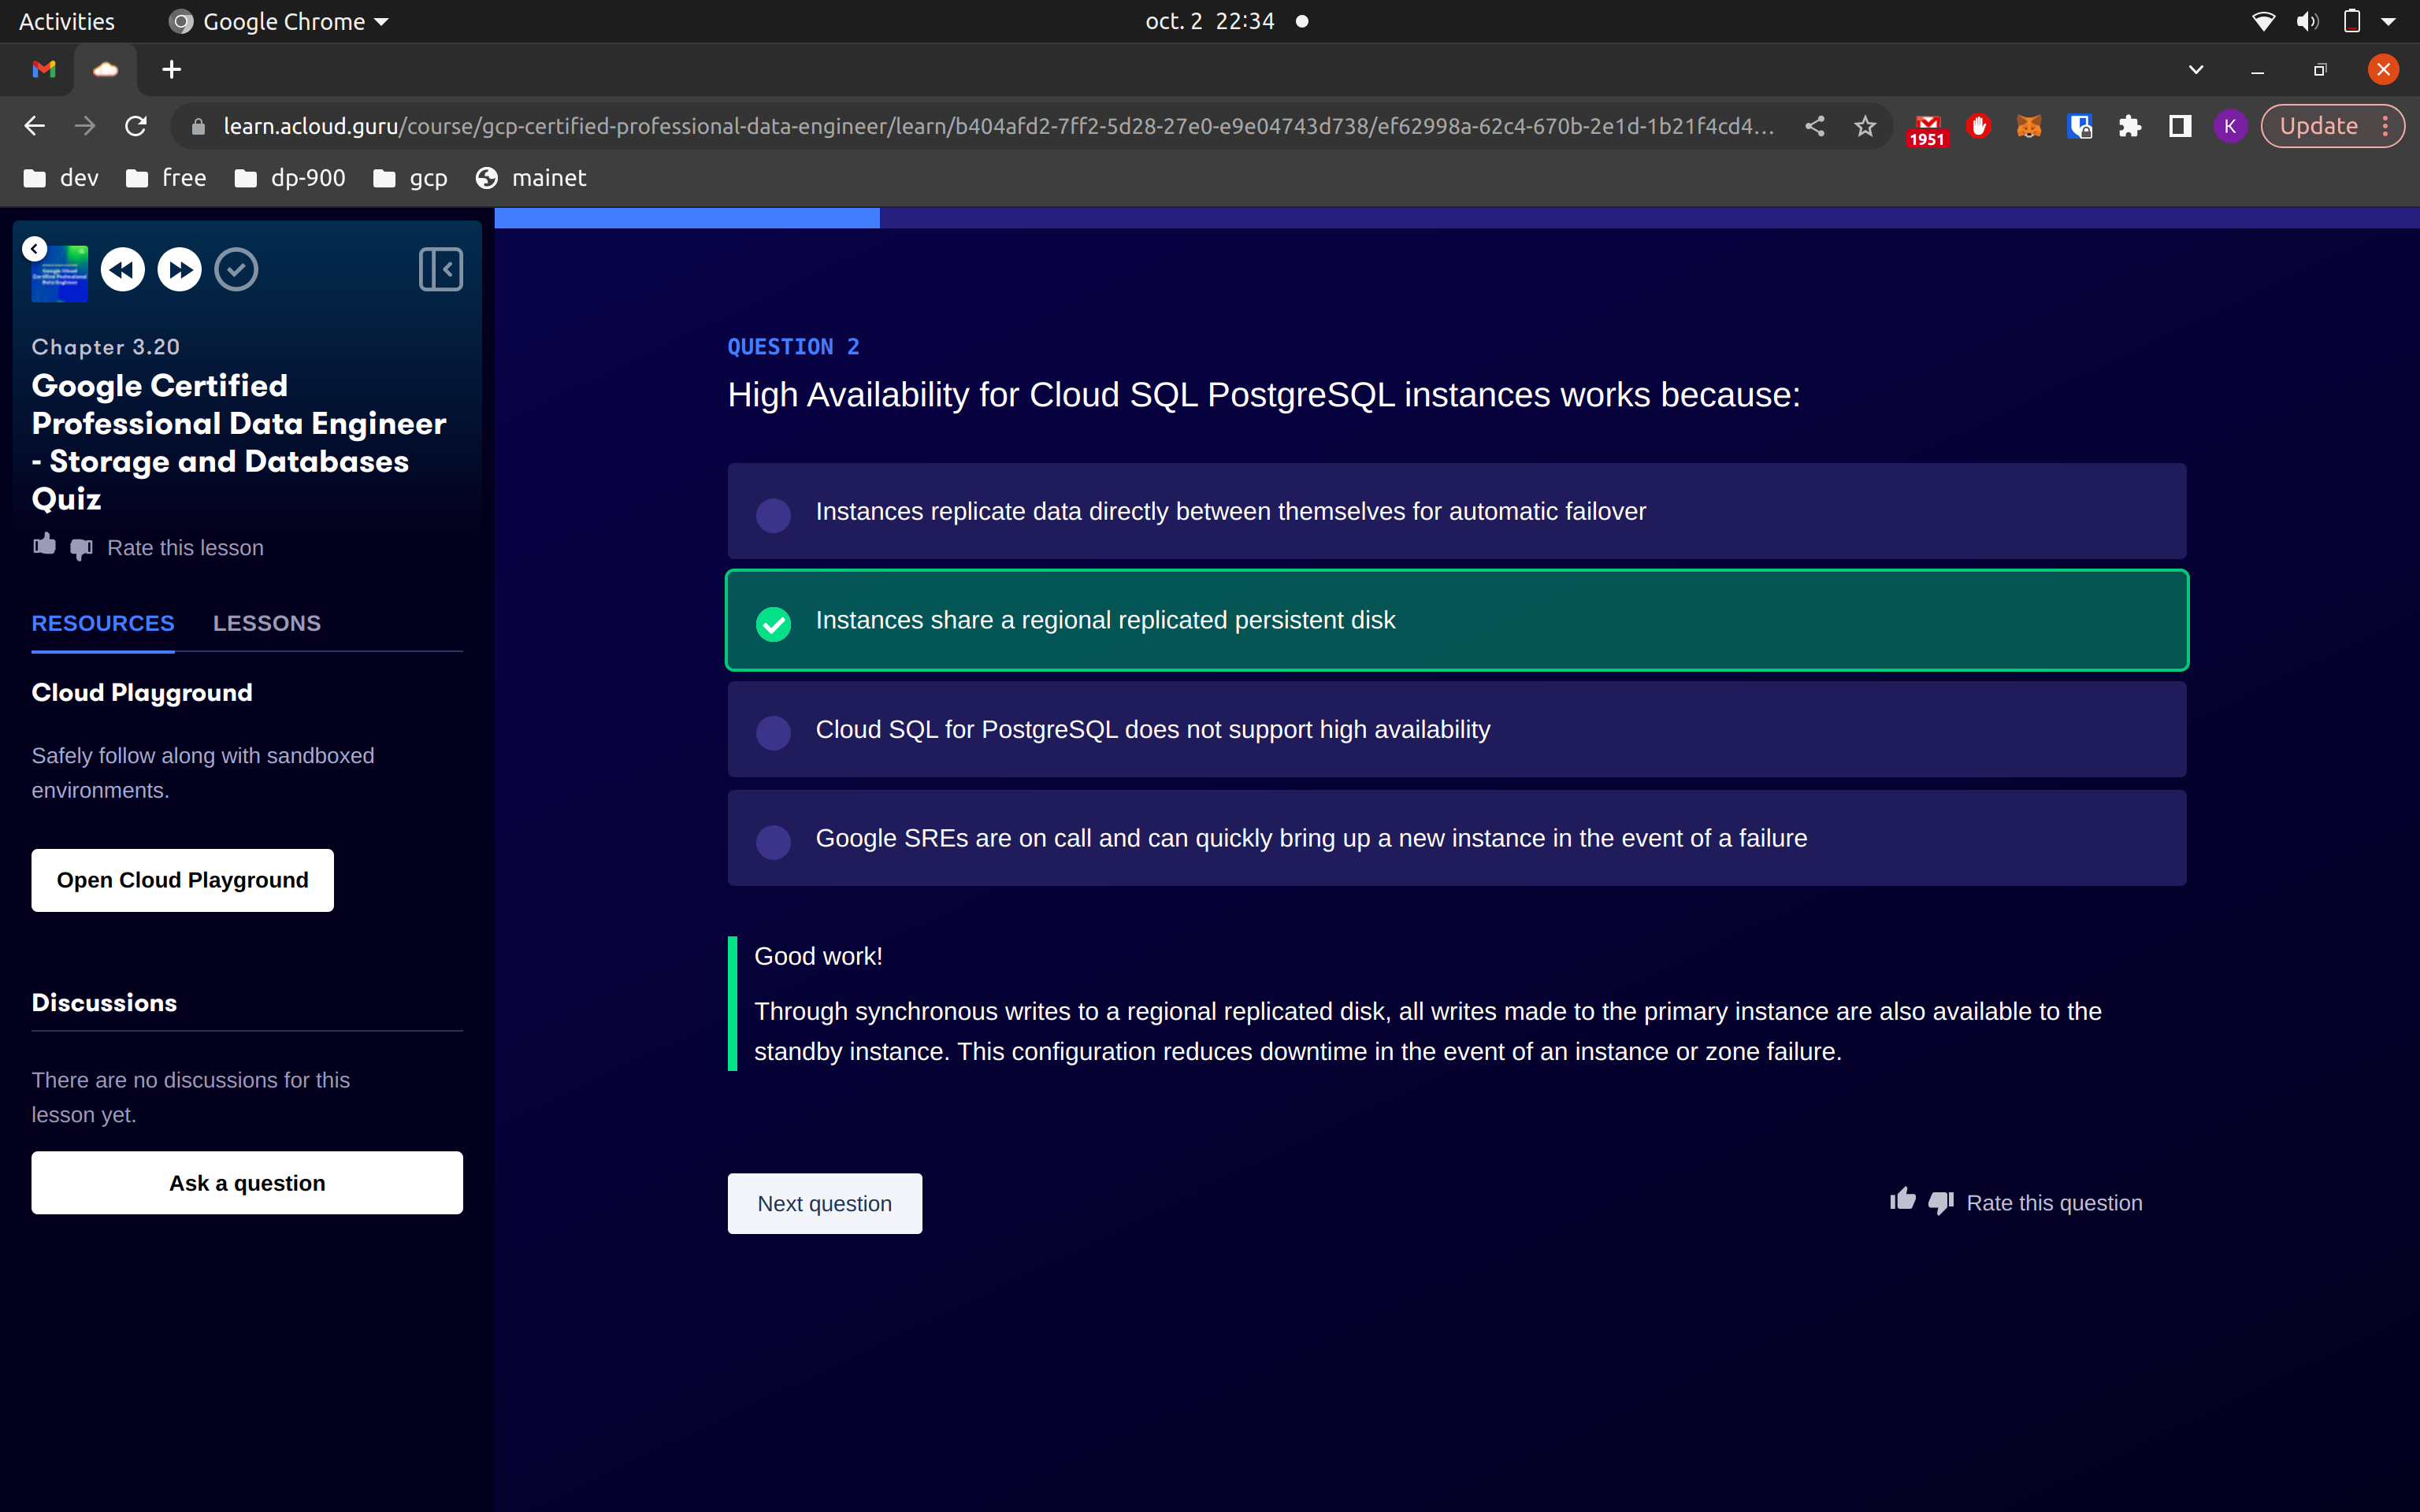 Activities
Google Chrome
oct. 2 22:34
learn.acloud.guru/course/gcp-certified-professional-data-engineer/learn/b404afd2-7ff2-5d28-27e0-e9e04743d738/ef62998a-62c4-670b-2e1d-1b21f4cd4...
1951
K
Update
dev
free
dp-900
gcp
mainet
Chapter 3.20
Google Certified
Professional Data Engineer
- Storage and Databases
Quiz
Rate this lesson
RESOURCES
LESSONS
Cloud Playground
Safely follow along with sandboxed
environments.
Open Cloud Playground
Discussions
There are no discussions for this
lesson yet.
Ask a question
QUESTION 2
High Availability for Cloud SQL PostgreSQL instances works because:
Instances replicate data directly between themselves for automatic failover
Instances share a regional replicated persistent disk
Cloud SQL for PostgreSQL does not support high availability
Google SREs are on call and can quickly bring up a new instance in the event of a failure
Good work!
Through synchronous writes to a regional replicated disk, all writes made to the primary instance are also available to the
standby instance. This configuration reduces downtime in the event of an instance or zone failure.
Next question
Rate this question